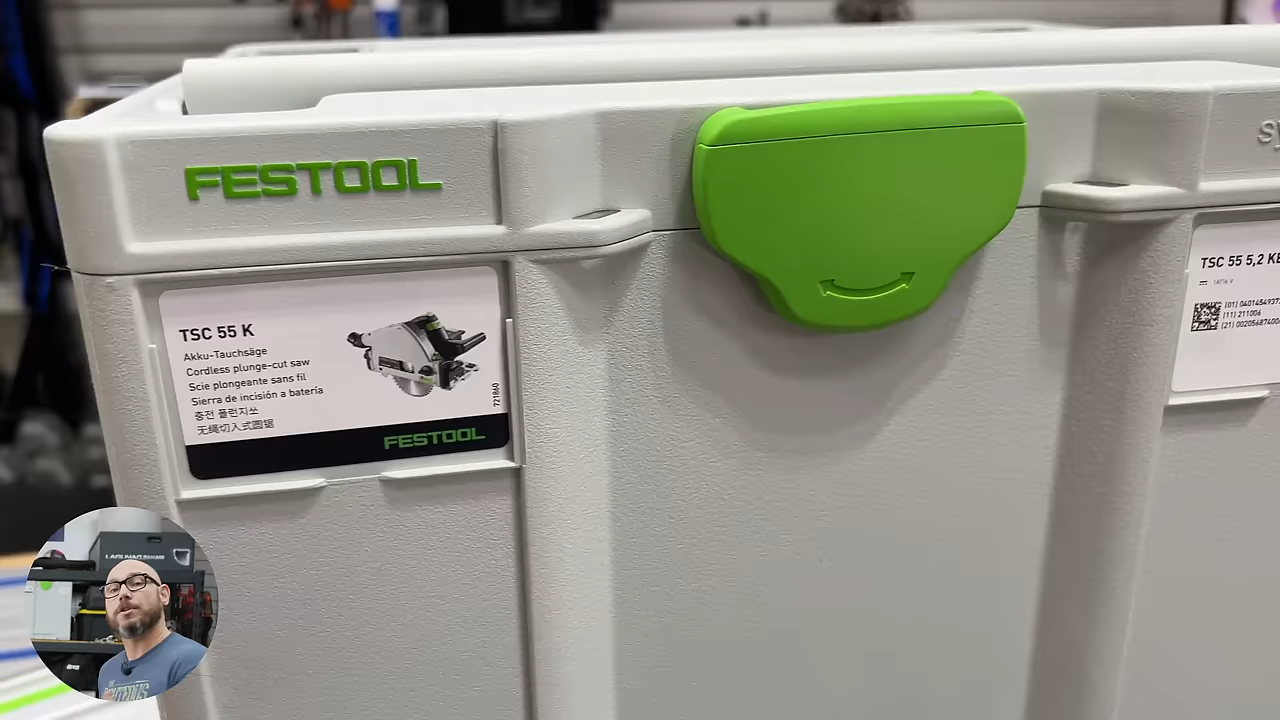 FESTOOL
TSC 55 K
Akku-Tauchsäge
Cordless plunge-cut saw
Scie plongeante sans fil
Sierra de incisión a batería
충전 플런지쏘
无绳切入式圆锯
721860
FESTOOL
TSC 55 5,2 KE